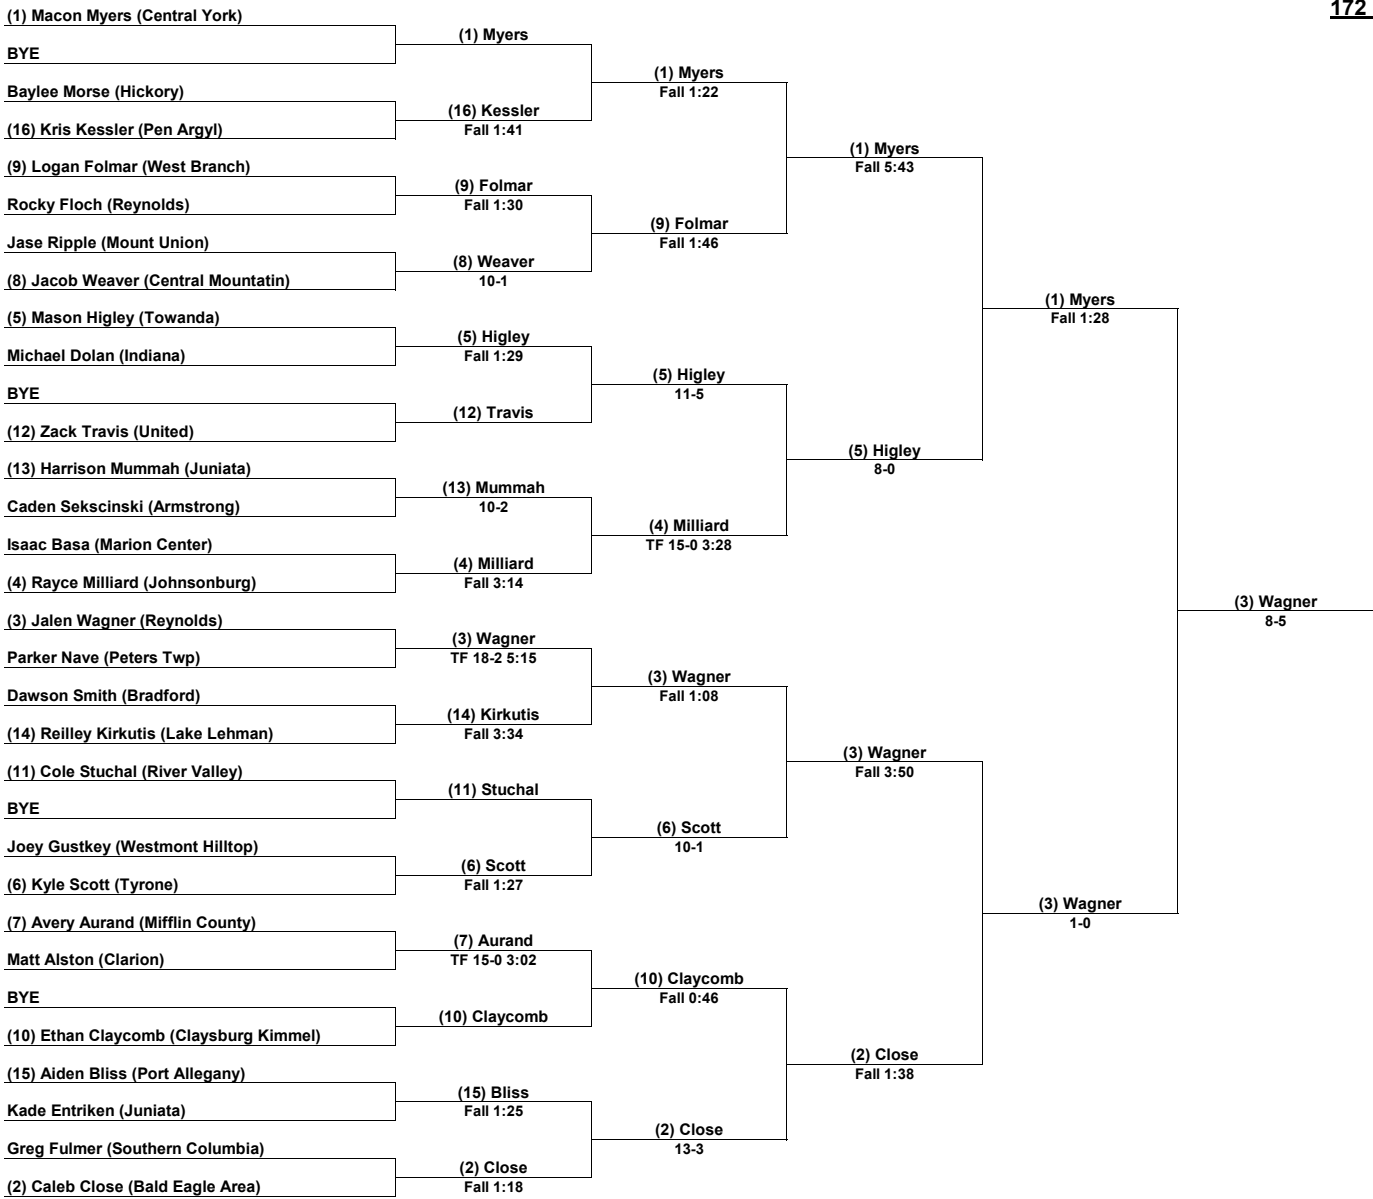 172
(1) Macon Myers (Central York)
BYE
Baylee Morse (Hickory)
(16) Kris Kessler (Pen Argyl)
(9) Logan Folmar (West Branch)
Rocky Floch (Reynolds)
Jase Ripple (Mount Union)
(8) Jacob Weaver (Central Mountatin)
(5) Mason Higley (Towanda)
Michael Dolan (Indiana)
BYE
(12) Zack Travis (United)
(13) Harrison Mummah (Juniata)
Caden Sekscinski (Armstrong)
Isaac Basa (Marion Center)
(4) Rayce Milliard (Johnsonburg)
(3) Jalen Wagner (Reynolds)
Parker Nave (Peters Twp)
Dawson Smith (Bradford)
(14) Reilley Kirkutis (Lake Lehman)
(11) Cole Stuchal (River Valley)
BYE
Joey Gustkey (Westmont Hilltop)
(6) Kyle Scott (Tyrone)
(7) Avery Aurand (Mifflin County)
Matt Alston (Clarion)
BYE
(10) Ethan Claycomb (Claysburg Kimmel)
(15) Aiden Bliss (Port Allegany)
Kade Entriken (Juniata)
Greg Fulmer (Southern Columbia)
(2) Caleb Close (Bald Eagle Area)
(1) Myers
(16) Kessler
Fall 1:41
(9) Folmar
Fall 1:30
(8) Weaver
10-1
(5) Higley
Fall 1:29
(12) Travis
(13) Mummah
10-2
(4) Milliard
Fall 3:14
(3) Wagner
TF 18-2 5:15
(14) Kirkutis
Fall 3:34
(11) Stuchal
(6) Scott
Fall 1:27
(7) Aurand
TF 15-0 3:02
(10) Claycomb
(15) Bliss
Fall 1:25
(2) Close
Fall 1:18
(1) Myers
Fall 1:22
(9) Folmar
Fall 1:46
(5) Higley
11-5
(4) Milliard
TF 15-0 3:28
(3) Wagner
Fall 1:08
(6) Scott
10-1
(10) Claycomb
Fall 0:46
(2) Close
13-3
(1) Myers
Fall 5:43
(5) Higley
8-0
(3) Wagner
Fall 3:50
(2) Close
Fall 1:38
(1) Myers
Fall 1:28
(3) Wagner
1-0
(3) Wagner
8-5